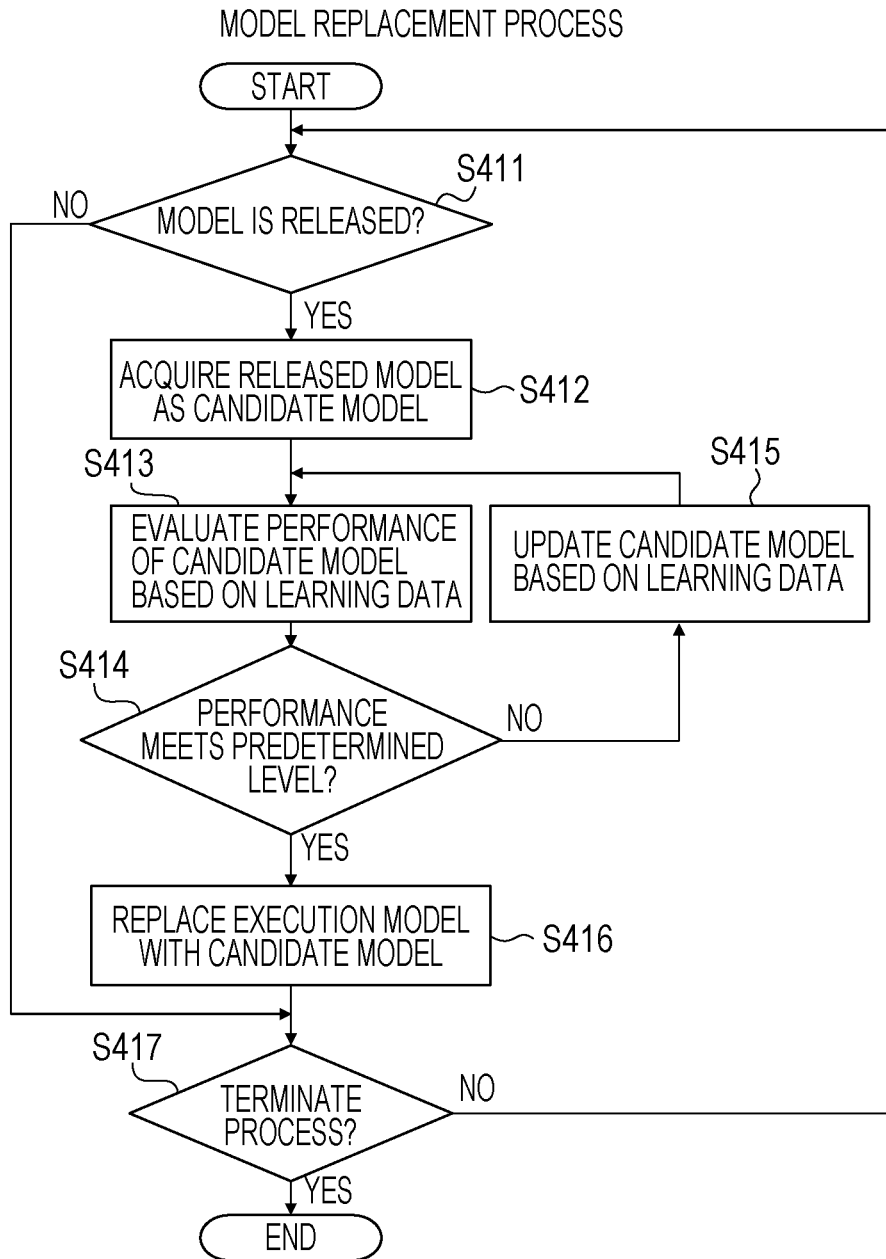 MODEL REPLACEMENT PROCESS
START
S411
NO
MODEL IS RELEASED?
YES
ACQUIRE RELEASED MODEL
AS CANDIDATE MODEL
S412
S413
S415
EVALUATE PERFORMANCE
OF CANDIDATE MODEL
BASED ON LEARNING DATA
UPDATE CANDIDATE MODEL
BASED ON LEARNING DATA
S414
PERFORMANCE
MEETS PREDETERMINED
LEVEL?
NO
YES
REPLACE EXECUTION MODEL
WITH CANDIDATE MODEL
S416
S417
TERMINATE
PROCESS?
NO
YES
END